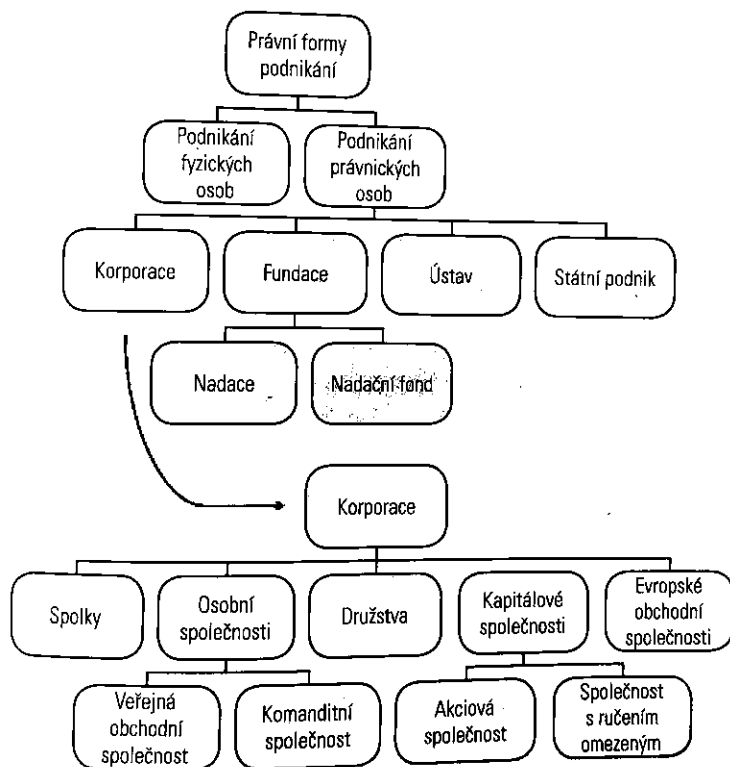 Právní formy
podnikání
Podnikání
fyzických
osob
Podnikání
právnických
osob
Korporace
Fundace
Ústav
Státní podnik
Nadace
Nadační fond
Korporace
Spolky
Osobní
společnosti
Družstva
Kapitálové
společnosti
Evropské
obchodní
společnosti
Veřejná
obchodní
společnost
Komanditní
společnost
Akciová
společnost
Společnost
s ručením
omezeným